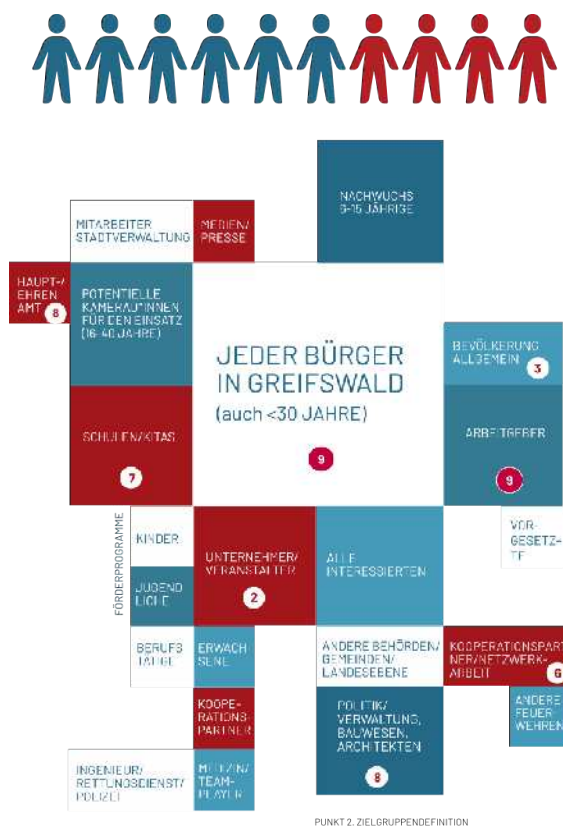 NACHWUCHS
6-15 JÄHRIGE
MITARBEITER
STADTVERWALTUNG
MEDIEN/
PRESSE
HAUPT-/
EHREN
AMT 8
POTENTIELLE
KAMERAD*INNEN
FÜR DEN EINSATZ
(16-40 JAHRE)
JEDER BÜRGER
IN GREIFSWALD
(auch <30 JAHRE)
9
BEVÖLKERUNG
ALLGEMEIN
3
SCHULEN/KITAS
7
ARBEITGEBER
9
FÖRDERPROGRAMME
KINDER
UNTERNEHMER/
VERANSTALTER
2
ALLE
INTERESSIERTEN
VOR-
GESETZ-
TE
JUGEND
LICHE
BERUFS
TÄTIGE
ERWACH
SENE
ANDERE BEHÖRDEN/
GEMEINDEN/
LANDESEBENE
KOOPERATIONSPART
NER/NETZWERK-
ARBEIT 6
KOOPE-
RATIONS-
PARTNER
POLITIK/
VERWALTUNG,
BAUWESEN,
ARCHITEKTEN
8
ANDERE
FEUER-
WEHREN
INGENIEUR/
RETTUNGSDIENST/
POLIZEI
MEDIZIN/
TEAM-
PLAYER
PUNKT 2. ZIELGRUPPENDEFINITION